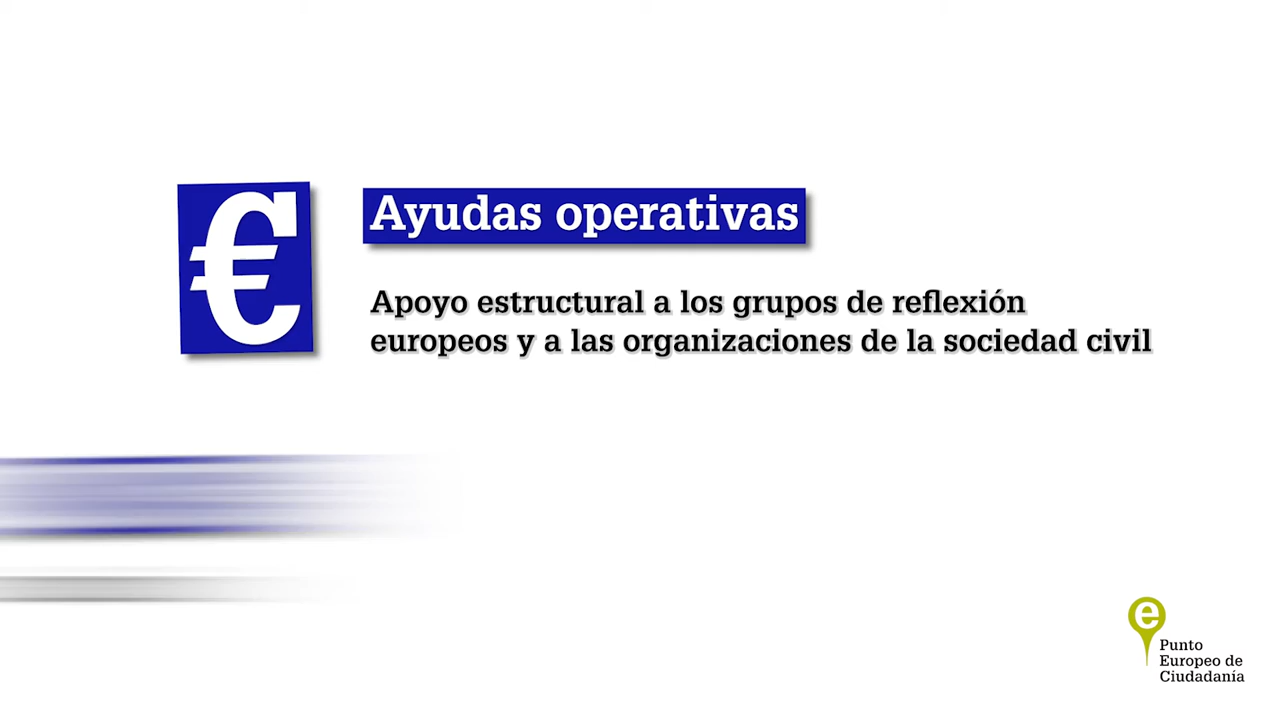 €
Ayudas operativas
Apoyo estructural a los grupos de reflexión
europeos y a las organizaciones de la sociedad civil
e
Punto
Europeo de
Ciudadanía